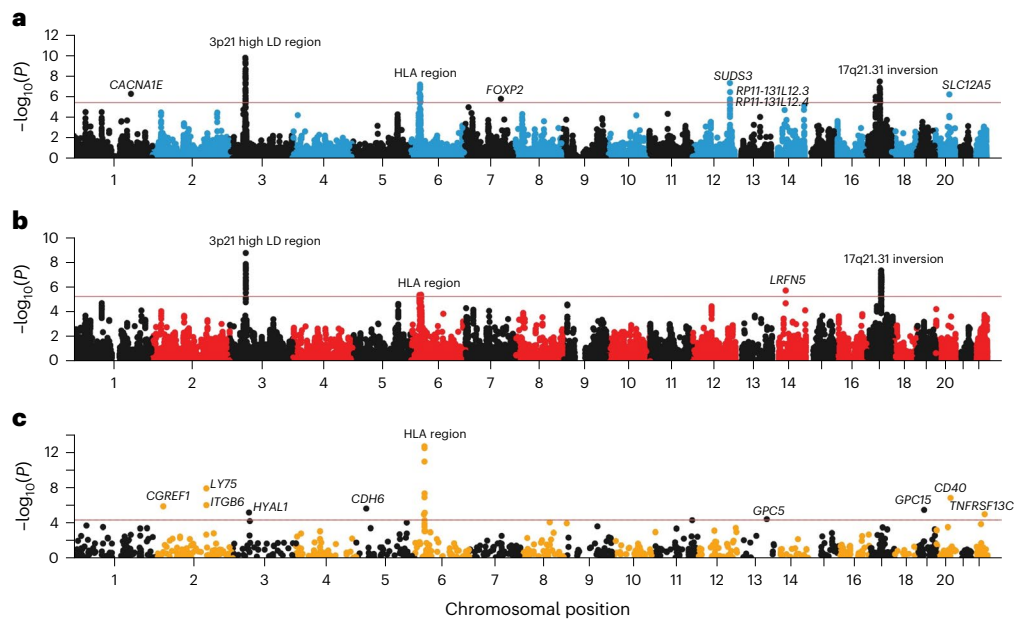 a
12
10
8
6
4
2
0
−log10(P)
3p21 high LD region
CACNA1E
HLA region
FOXP2
SUDS3
RP11-131L12.3
RP11-131L12.4
17q21.31 inversion
SLC12A5
1 2 3 4 5 6 7 8 9 10 11 12 13 14 16 18 20
b
10
8
6
4
2
0
−log10(P)
3p21 high LD region
HLA region
LRFN5
17q21.31 inversion
1 2 3 4 5 6 7 8 9 10 11 12 13 14 16 18 20
c
12
8
4
0
−log10(P)
HLA region
CGREF1
LY75
ITGB6
HYAL1
CDH6
GPC5
GPC15
CD40
TNFRSF13C
1 2 3 4 5 6 7 8 9 10 11 12 13 14 16 18 20
Chromosomal position